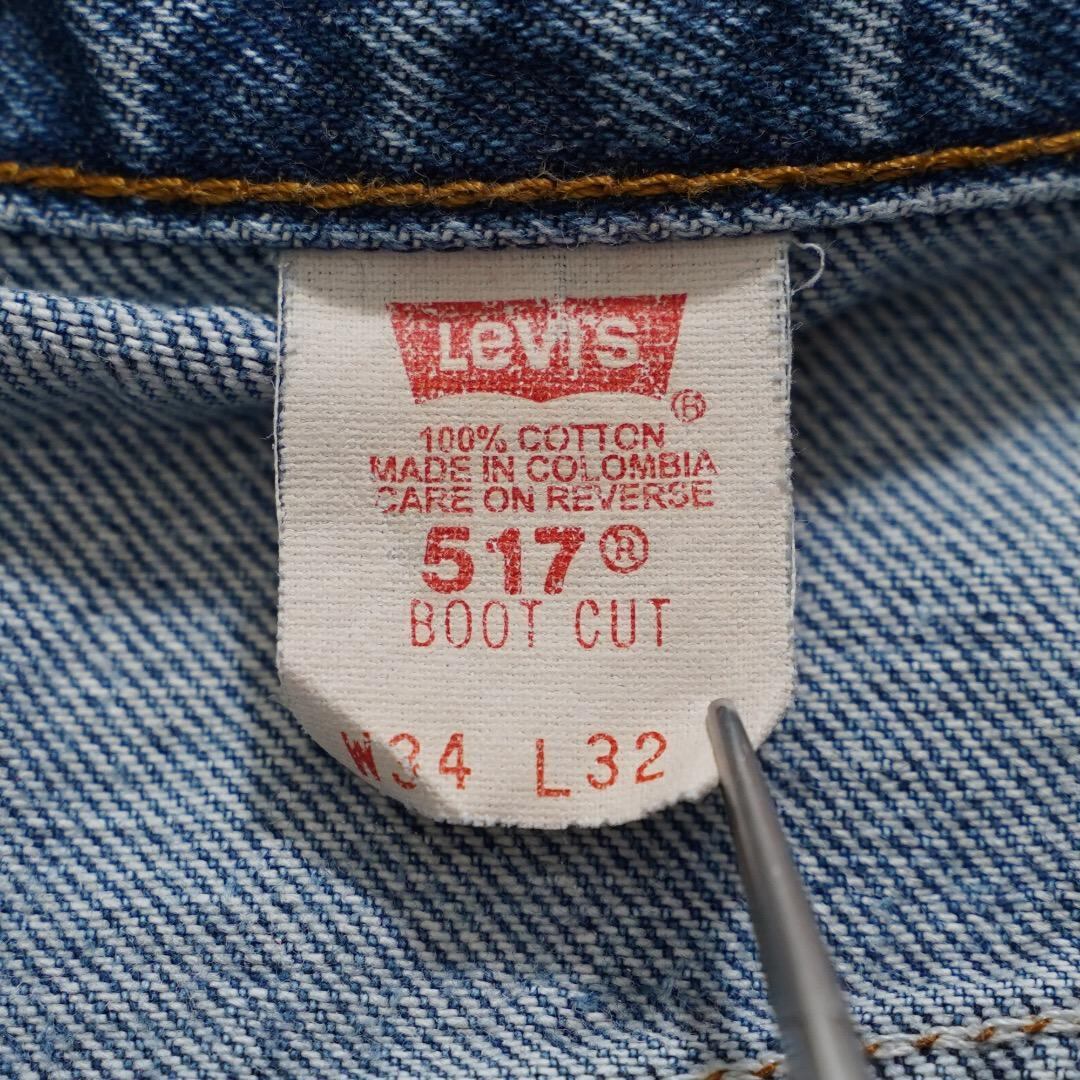 LEVI'S
®
100% COTTON
MADE IN COLOMBIA
CARE ON REVERSE
517®
BOOT CUT
W34 L32